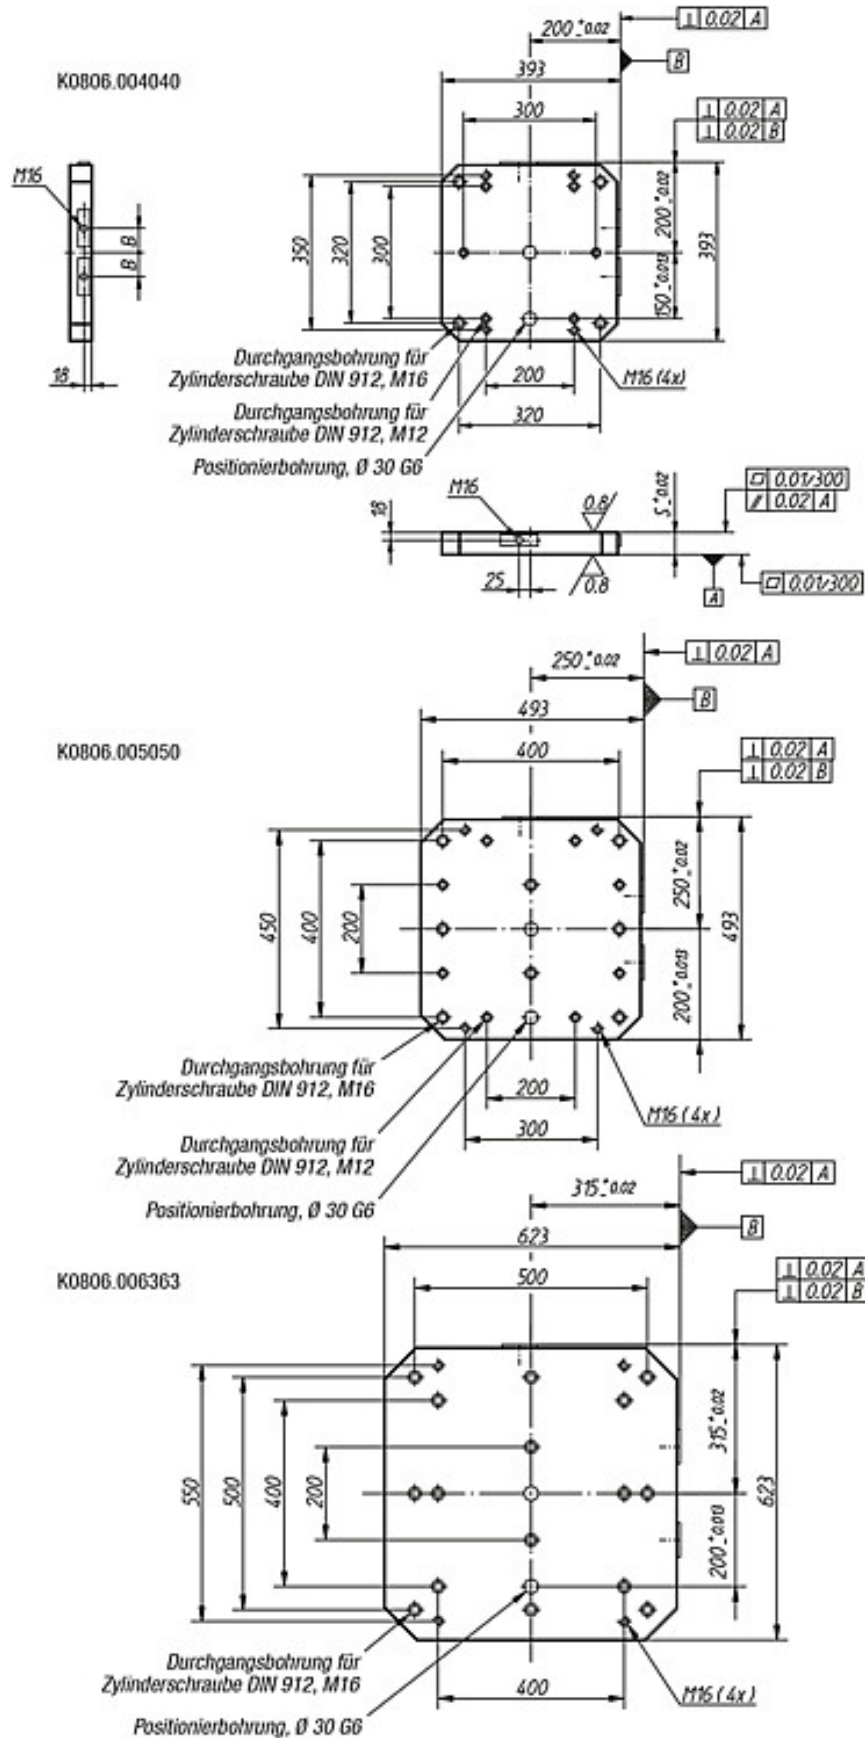 200 ±0.02
⊥ 0.02 A
B
K0806.004040
393
300
⊥ 0.02 A
⊥ 0.02 B
M16
B
B
18
350
320
300
200 ±0.02
150 ±0.013
393
Durchgangsbohrung für
Zylinderschraube DIN 912, M16
200
M16 (4x)
Durchgangsbohrung für
Zylinderschraube DIN 912, M12
320
Positionierbohrung, Ø 30 G6
M16
18
0.8
S ±0.02
⏥ 0.01/300
∥ 0.02 A
25
0.8
A
⏥ 0.01/300
250 ±0.02
⊥ 0.02 A
B
493
K0806.005050
400
⊥ 0.02 A
⊥ 0.02 B
450
400
200
250 ±0.02
200 ±0.013
493
Durchgangsbohrung für
Zylinderschraube DIN 912, M16
200
M16 (4x)
300
Durchgangsbohrung für
Zylinderschraube DIN 912, M12
Positionierbohrung, Ø 30 G6
315 ±0.02
⊥ 0.02 A
B
623
K0806.006363
500
⊥ 0.02 A
⊥ 0.02 B
550
500
400
200
315 ±0.02
200 ±0.013
623
Durchgangsbohrung für
Zylinderschraube DIN 912, M16
400
M16 (4x)
Positionierbohrung, Ø 30 G6